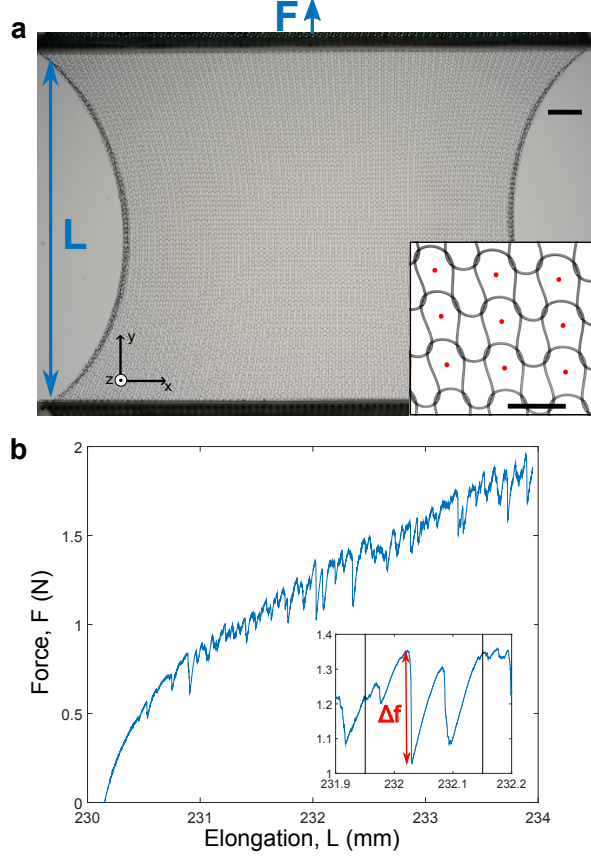 F
a
L
y
z
x
b
2
1.5
1
0.5
0
Force, F (N)
230
231
232
233
234
Elongation, L (mm)
1.4
1.3
1.2
1.1
1
Δf
231.9
232
232.1
232.2